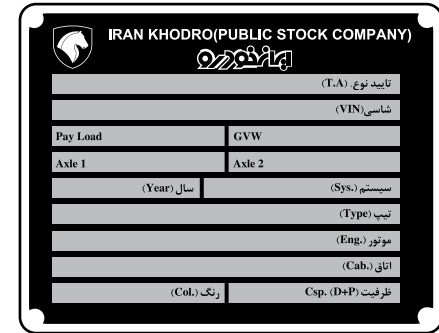 IRAN KHODRO(PUBLIC STOCK COMPANY)
ایران‌خودرو
تایید نوع. (T.A)
شاسی(VIN)
Pay Load GVW
Axle 1 Axle 2
سیستم (Sys.) سال (Year)
تیپ (Type)
موتور (Eng.)
اتاق (Cab.)
ظرفیت Csp. (D+P) رنگ (Col.)